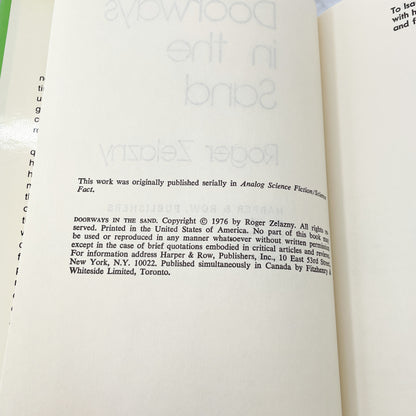 Doorways
in the
Sand
Roger Zelazny
HARPER & ROW, PUBLISHERS
This work was originally published serially in Analog Science Fiction/Science
Fact.
DOORWAYS IN THE SAND. Copyright © 1976 by Roger Zelazny. All rights re-
served. Printed in the United States of America. No part of this book may
be used or reproduced in any manner whatsoever without written permission
except in the case of brief quotations embodied in critical articles and reviews.
For information address Harper & Row, Publishers, Inc., 10 East 53rd Street,
New York, N.Y. 10022. Published simultaneously in Canada by Fitzhenry &
Whiteside Limited, Toronto.
To Isa
with h
and f